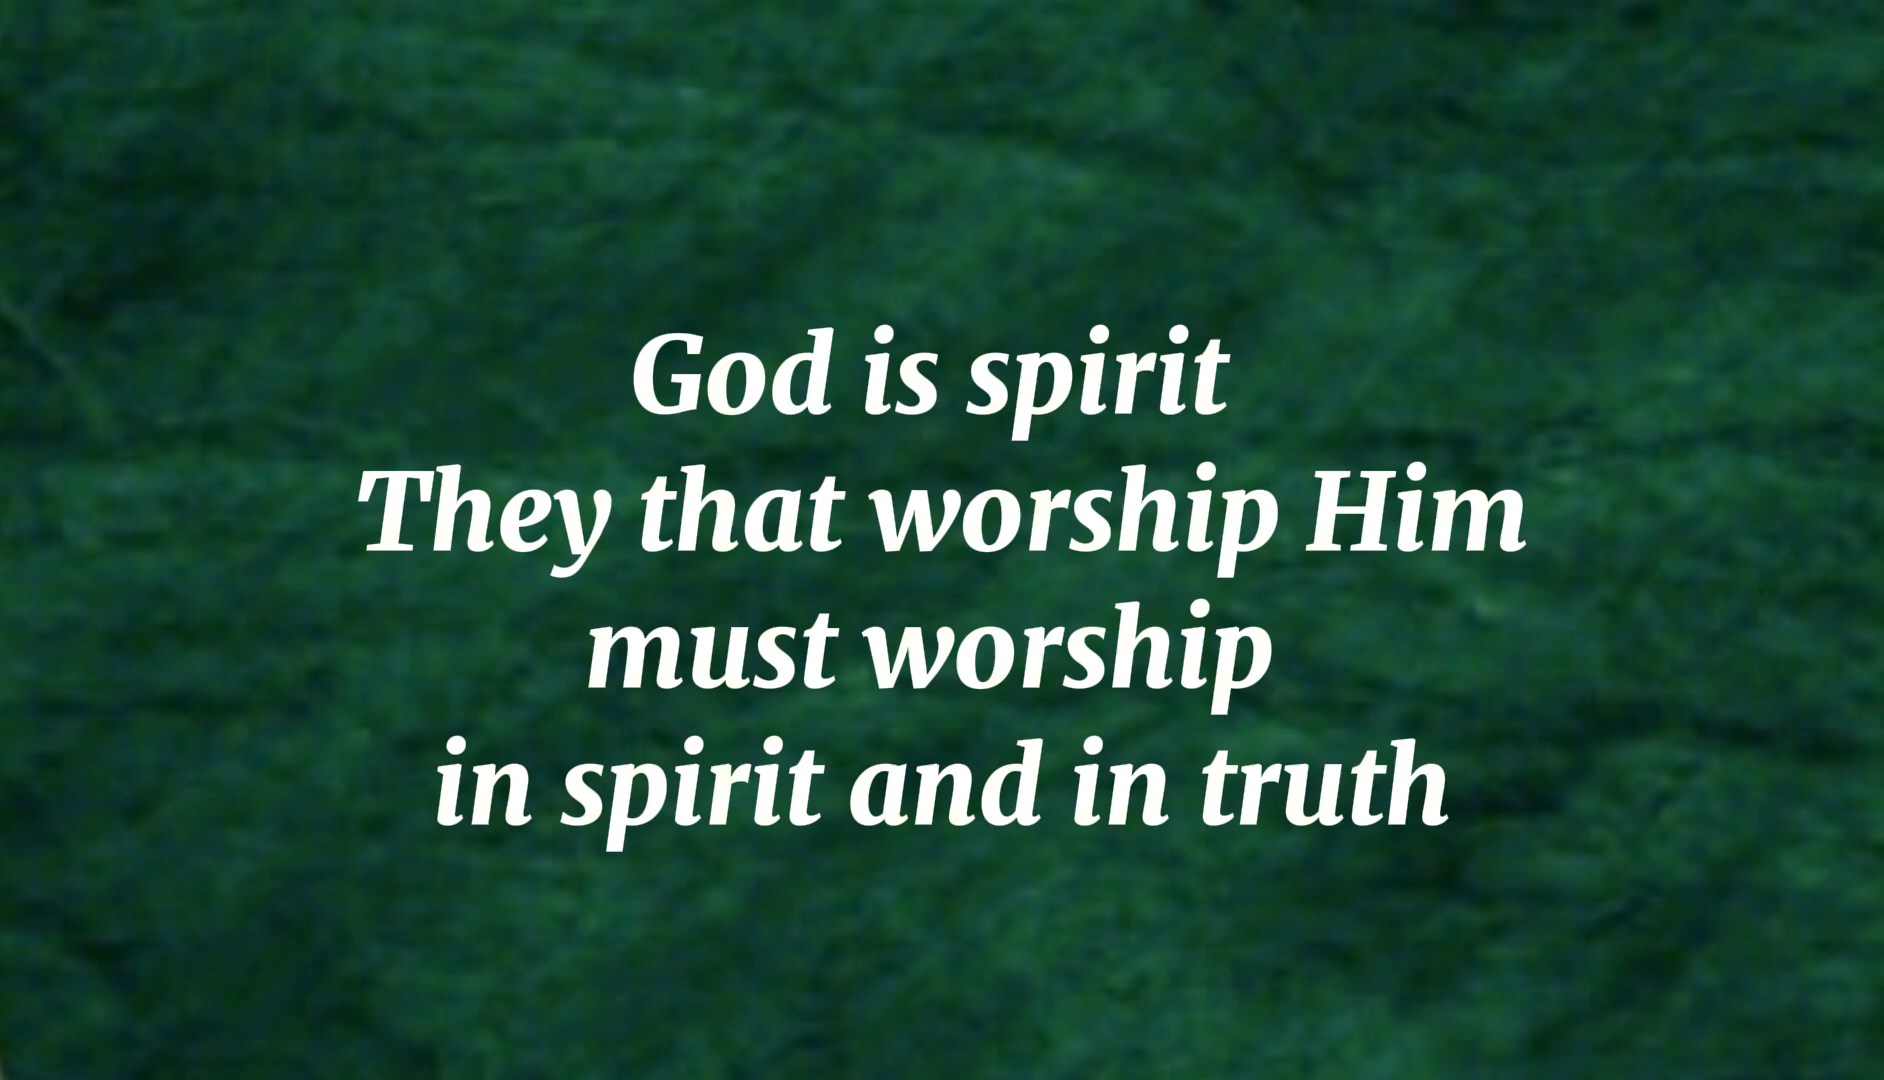 God is spirit
They that worship Him
must worship
in spirit and in truth